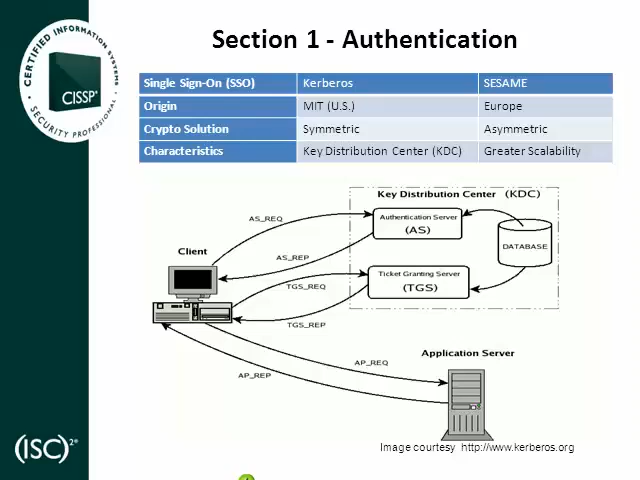 Section 1 - Authentication
CERTIFIED INFORMATION SYSTEMS
SECURITY PROFESSIONAL
CISSP®
Single Sign-On (SSO) Kerberos SESAME
Origin MIT (U.S.) Europe
Crypto Solution Symmetric Asymmetric
Characteristics Key Distribution Center (KDC) Greater Scalability
Key Distribution Center (KDC)
AS_REQ
Authentication Server
(AS)
DATABASE
Client
AS_REP
Ticket Granting Server
(TGS)
TGS_REQ
TGS_REP
Application Server
AP_REQ
AP_REP
Image courtesy http://www.kerberos.org
(ISC)²®